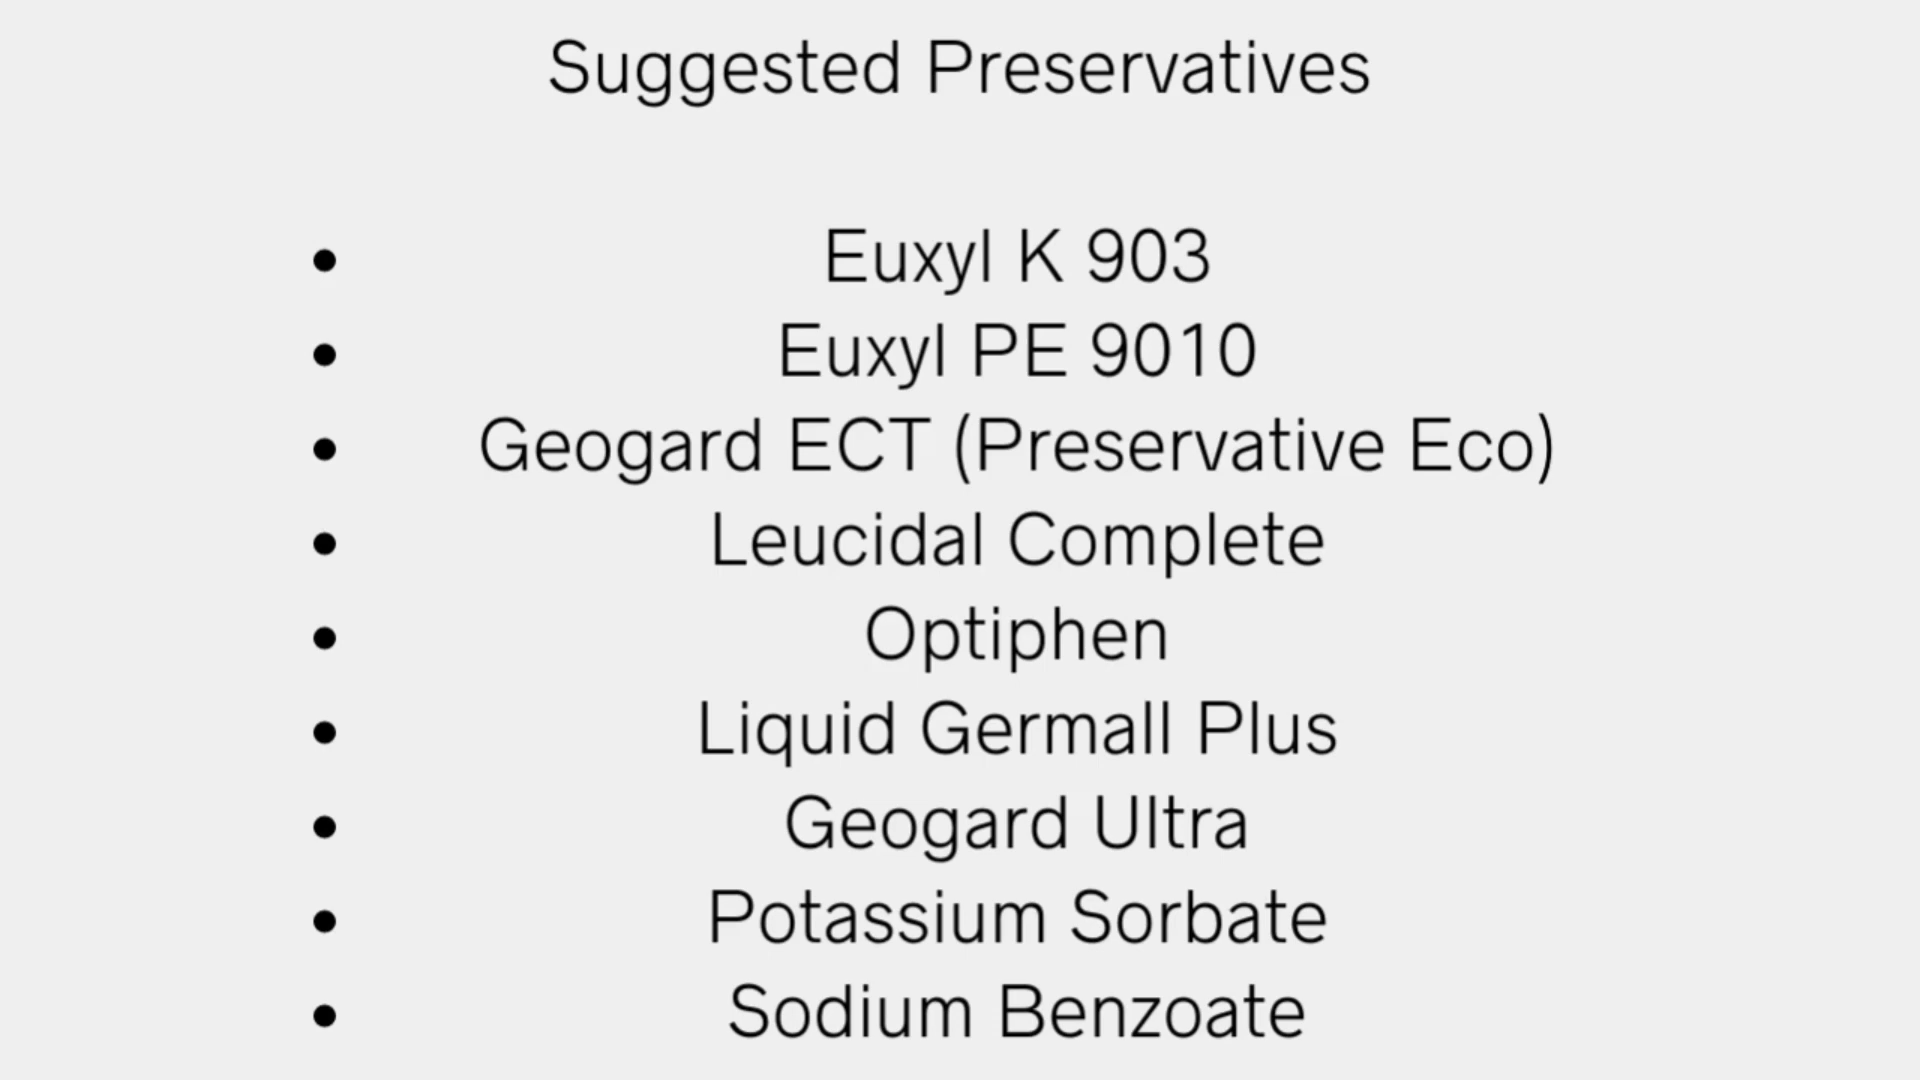 Suggested Preservatives
• Euxyl K 903
• Euxyl PE 9010
• Geogard ECT (Preservative Eco)
• Leucidal Complete
• Optiphen
• Liquid Germall Plus
• Geogard Ultra
• Potassium Sorbate
• Sodium Benzoate